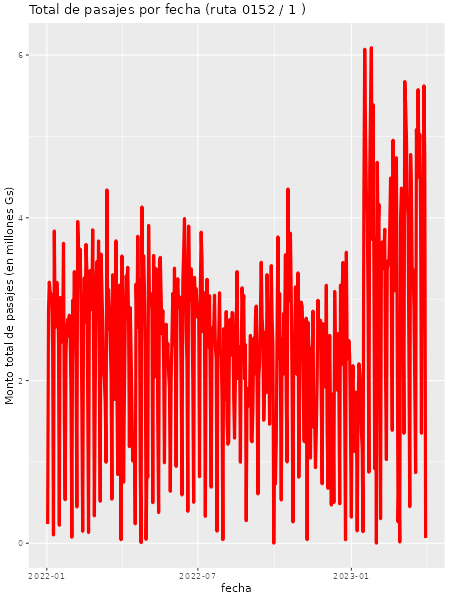 Total de pasajes por fecha (ruta 0152 / 1 )
Monto total de pasajes (en millones Gs)
6
4
2
0
2022-01
2022-07
2023-01
fecha